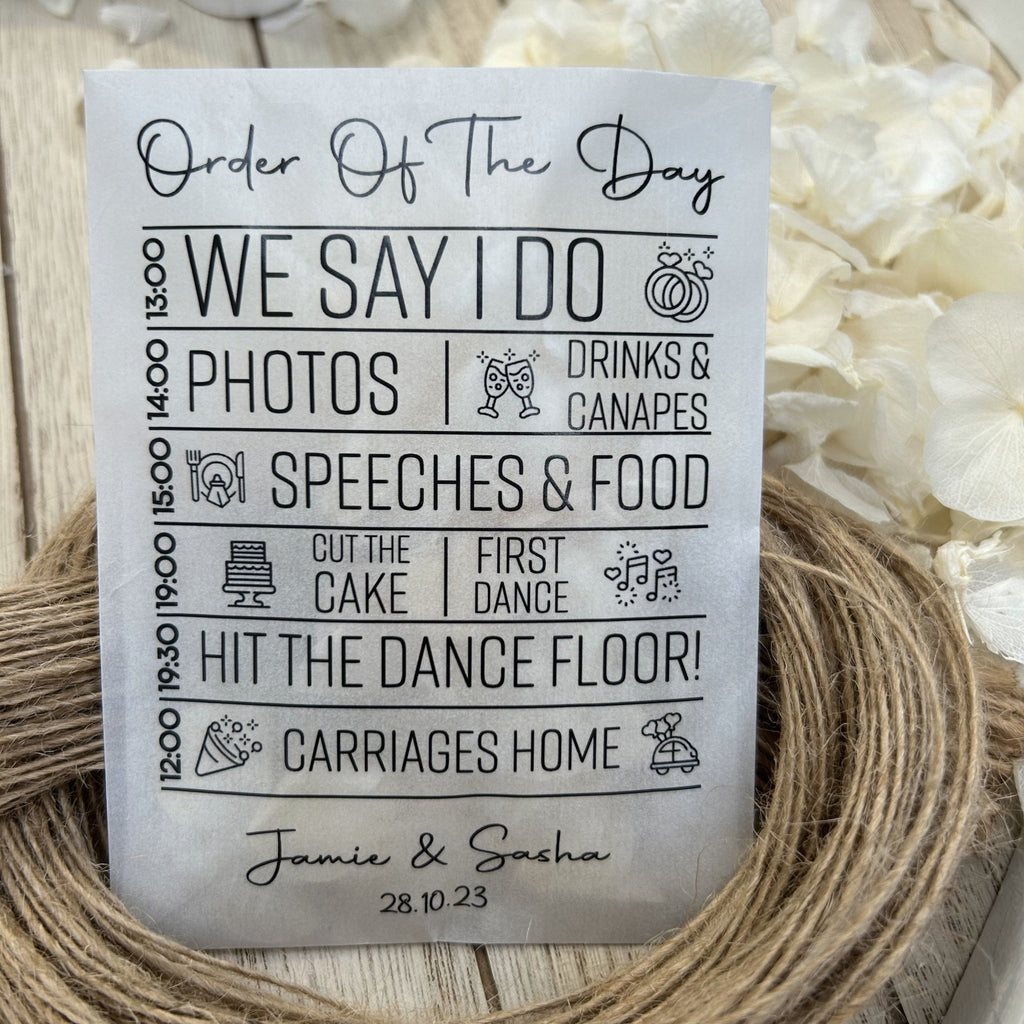 Order Of The Day
13:00 WE SAY I DO
14:00 PHOTOS DRINKS & CANAPES
15:00 SPEECHES & FOOD
19:00 CUT THE CAKE FIRST DANCE
19:30 HIT THE DANCE FLOOR!
12:00 CARRIAGES HOME
Jamie & Sasha
28.10.23